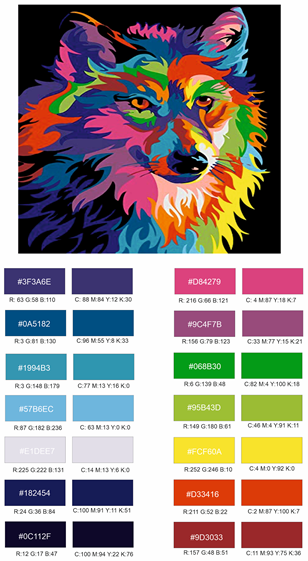 #3F3A6E
R: 63 G:58 B:110 C: 88 M:84 Y:12 K:30
#0A5182
R:3 G:81 B:130 C:96 M:55 Y:8 K:33
#1994B3
R:3 G:148 B:179 C:77 M:13 Y:16 K:0
#57B6EC
R:87 G:182 B:236 C: 63 M:13 Y:0 K:0
#E1DEE7
R:225 G:222 B:131 C:14 M:13 Y:6 K:0
#182454
R:24 G:36 B:84 C:100 M:91 Y:11 K:51
#0C112F
R:12 G:17 B:47 C:100 M:94 Y:22 K:76
#D84279
R: 216 G:66 B:121 C:4 M:87 Y:18 K:7
#9C4F7B
R:156 G:79 B:123 C:33 M:77 Y:15 K:21
#068B30
R:6 G:139 B:48 C:82 M:4 Y:100 K:18
#95B43D
R:149 G:180 B:61 C:46 M:4 Y:91 K:11
#FCF60A
R:252 G:246 B:10 C:4 M:0 Y:92 K:0
#D33416
R:211 G:52 B:22 C:2 M:87 Y:100 K:7
#9D3033
R:157 G:48 B:51 C:11 M:93 Y:75 K:36